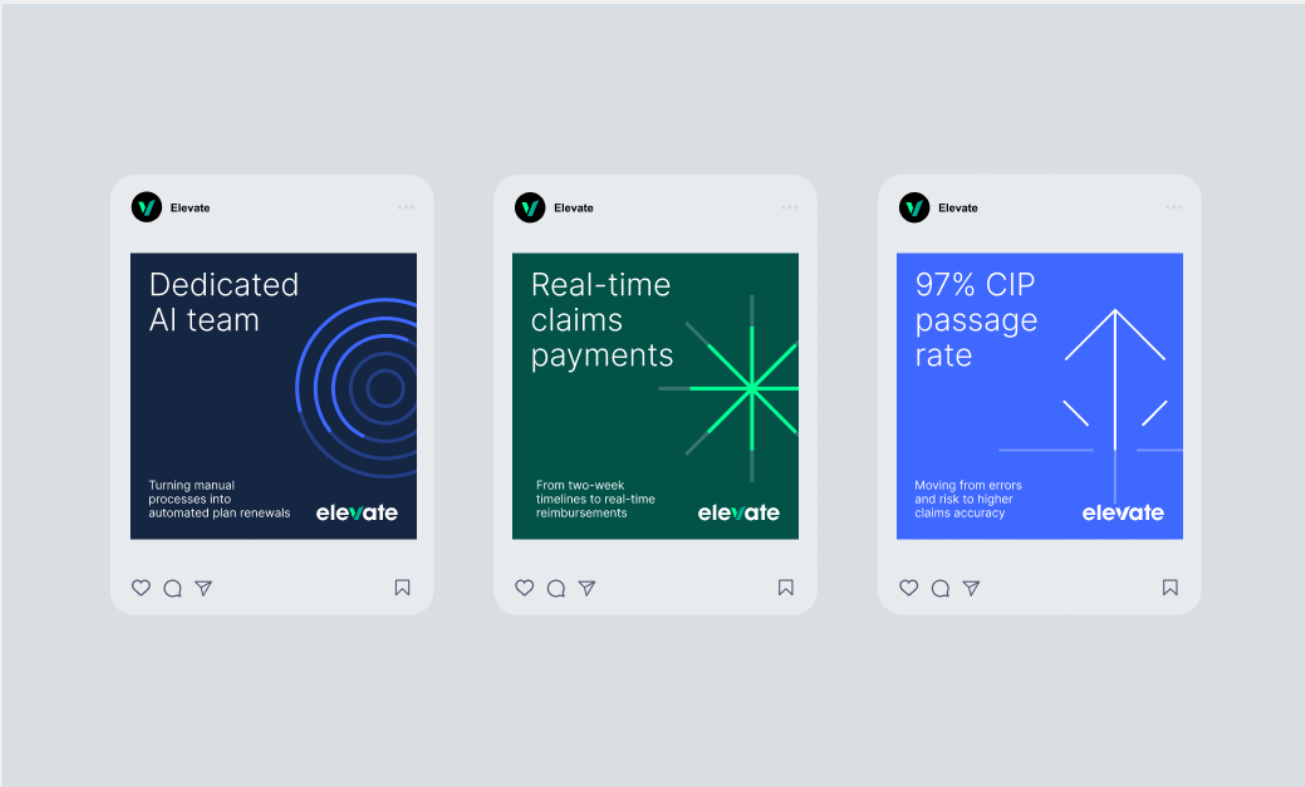 Elevate
Dedicated
AI team
Turning manual
processes into
automated plan renewals
elevate
Elevate
Real-time
claims
payments
From two-week
timelines to real-time
reimbursements
elevate
Elevate
97% CIP
passage
rate
Moving from errors
and risk to higher
claims accuracy
elevate